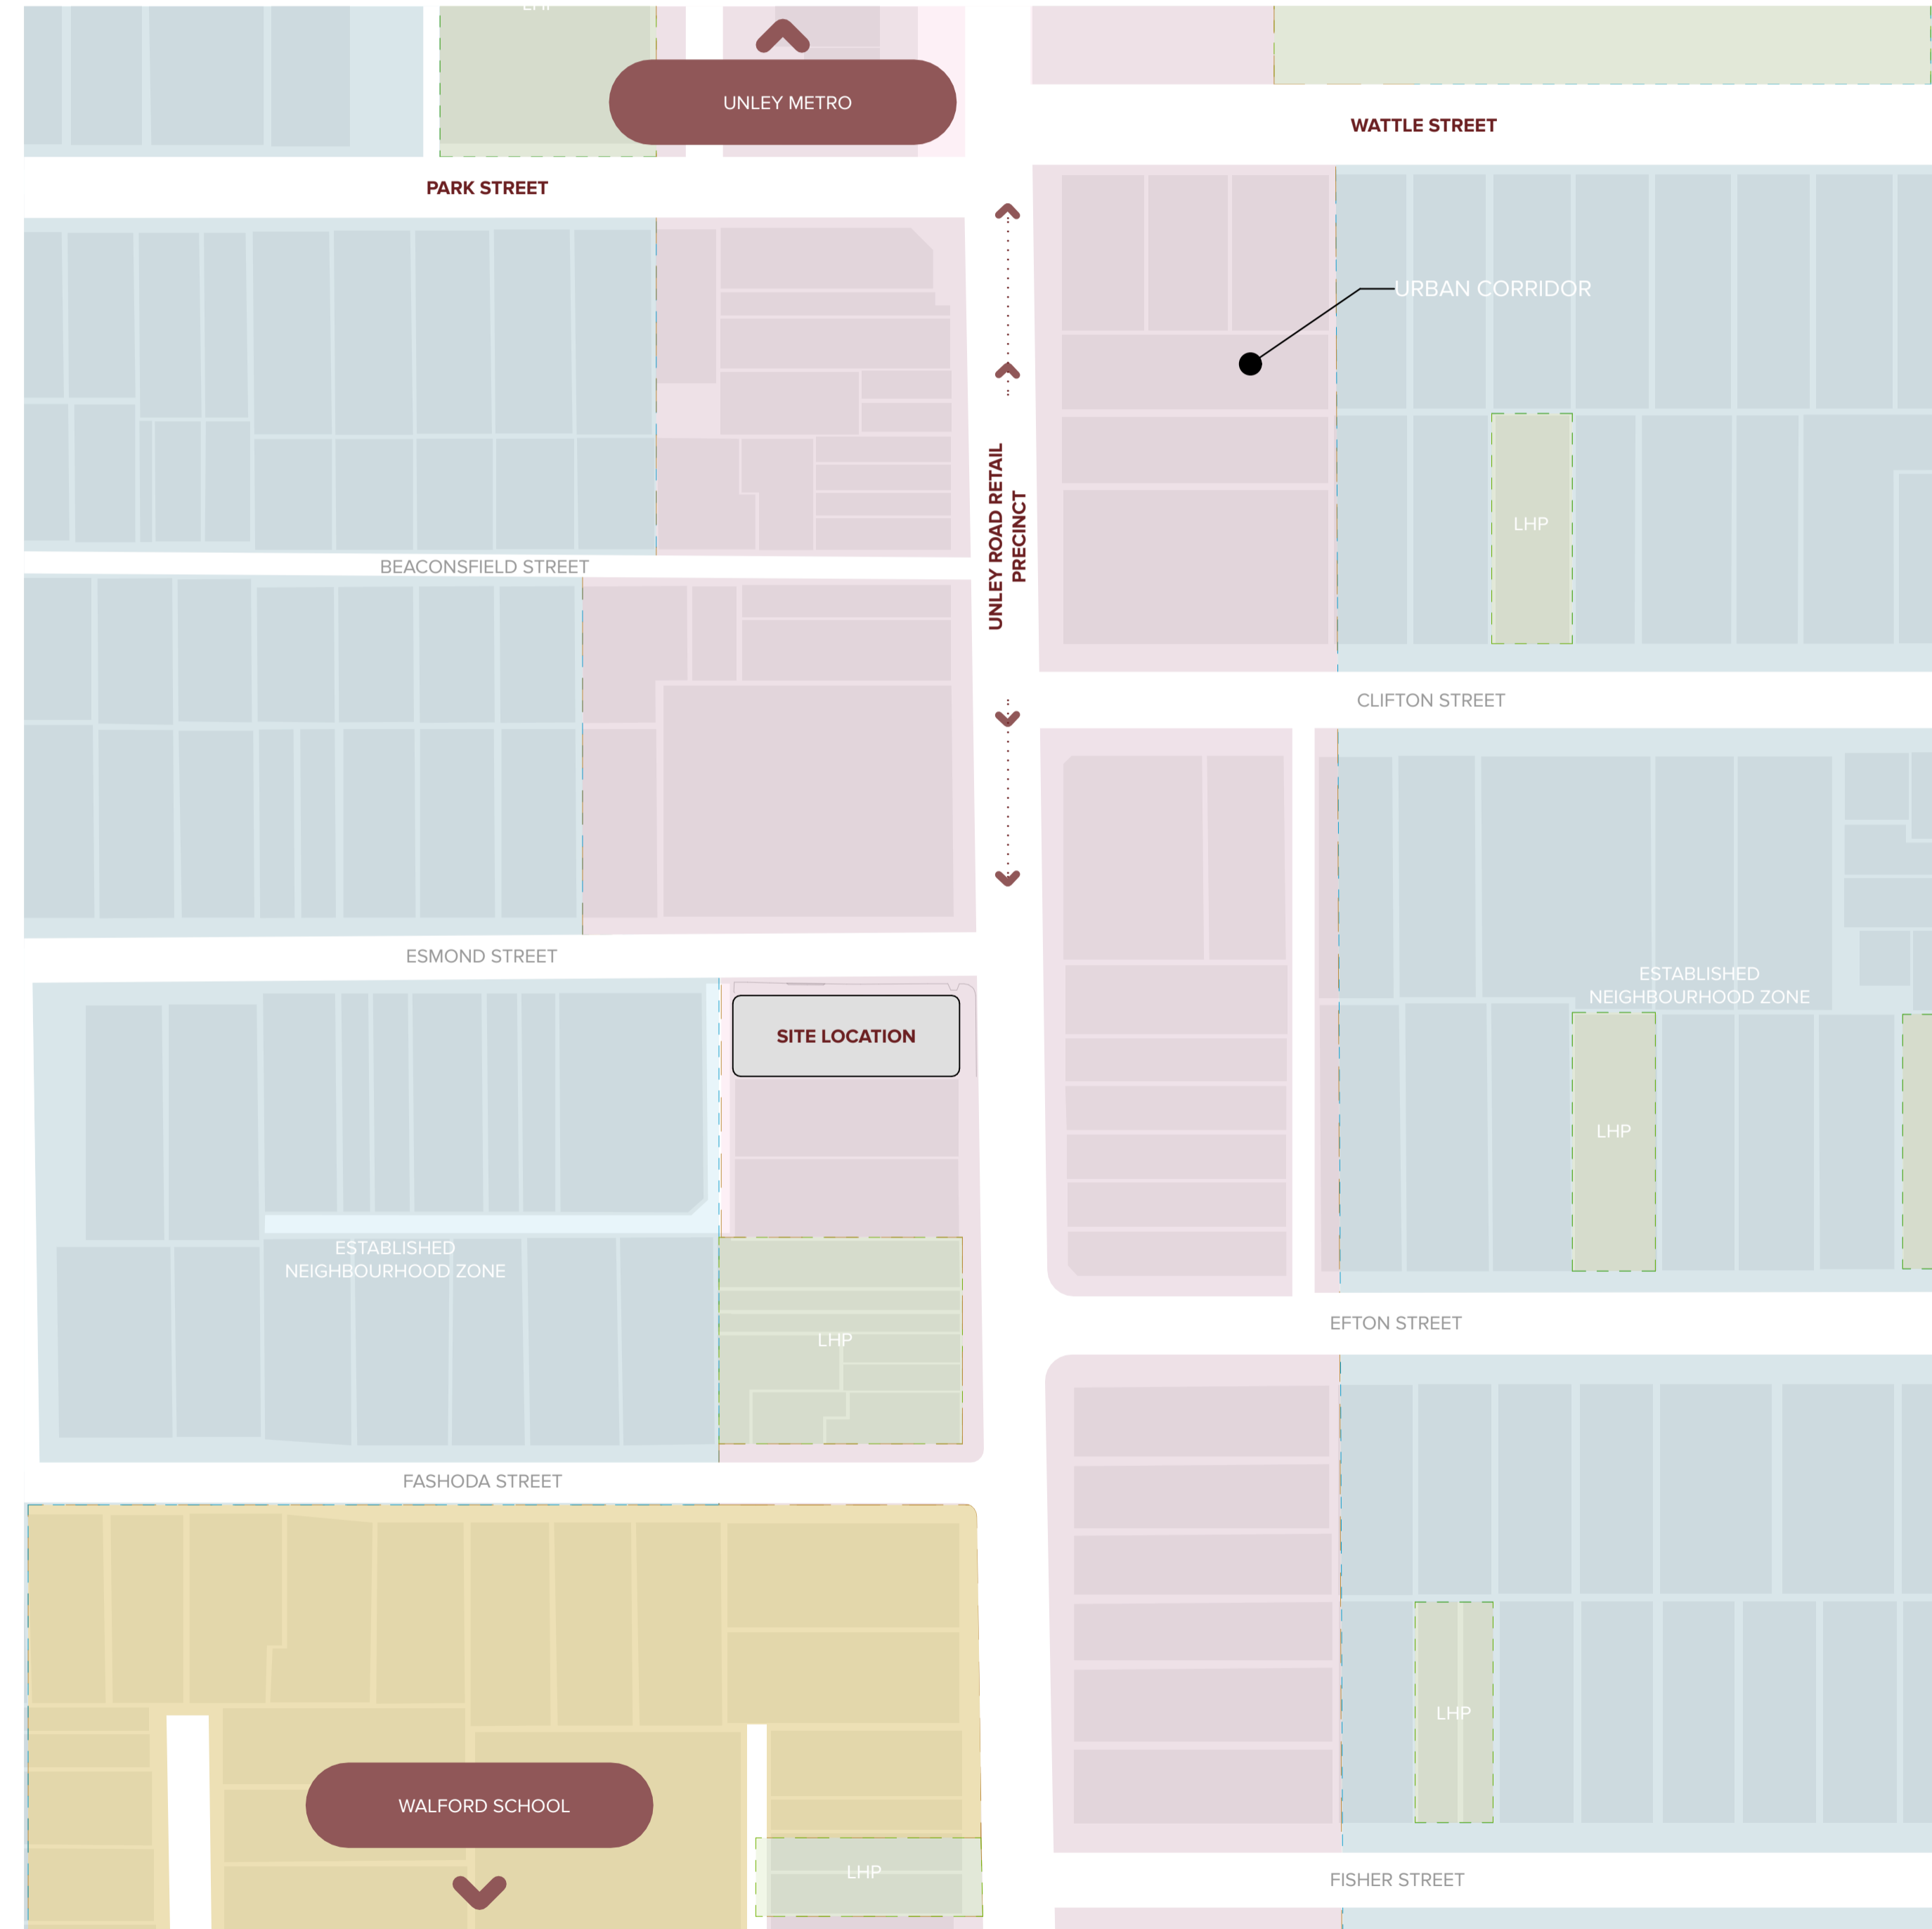 LHP
UNLEY METRO
WATTLE STREET
PARK STREET
URBAN CORRIDOR
UNLEY ROAD RETAIL
PRECINCT
LHP
BEACONSFIELD STREET
CLIFTON STREET
ESMOND STREET
ESTABLISHED
NEIGHBOURHOOD ZONE
SITE LOCATION
LHP
ESTABLISHED
NEIGHBOURHOOD ZONE
LHP
EFTON STREET
FASHODA STREET
LHP
WALFORD SCHOOL
LHP
FISHER STREET